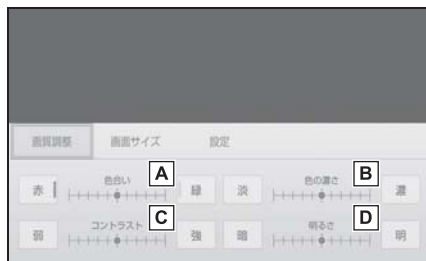 画質調整 画面サイズ 設定
色合い A 色の濃さ B
赤 緑 淡 濃
コントラスト C 明るさ D
弱 強 暗 明